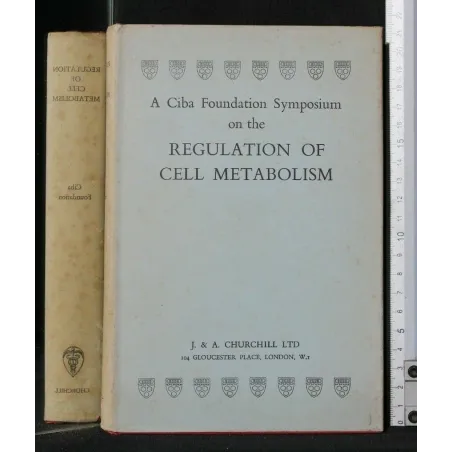 REGULATION
OF
CELL
METABOLISM
Ciba
Foundation
CHURCHILL
A Ciba Foundation Symposium
on the
REGULATION OF
CELL METABOLISM
J. & A. CHURCHILL LTD
104 GLOUCESTER PLACE, LONDON, W.1